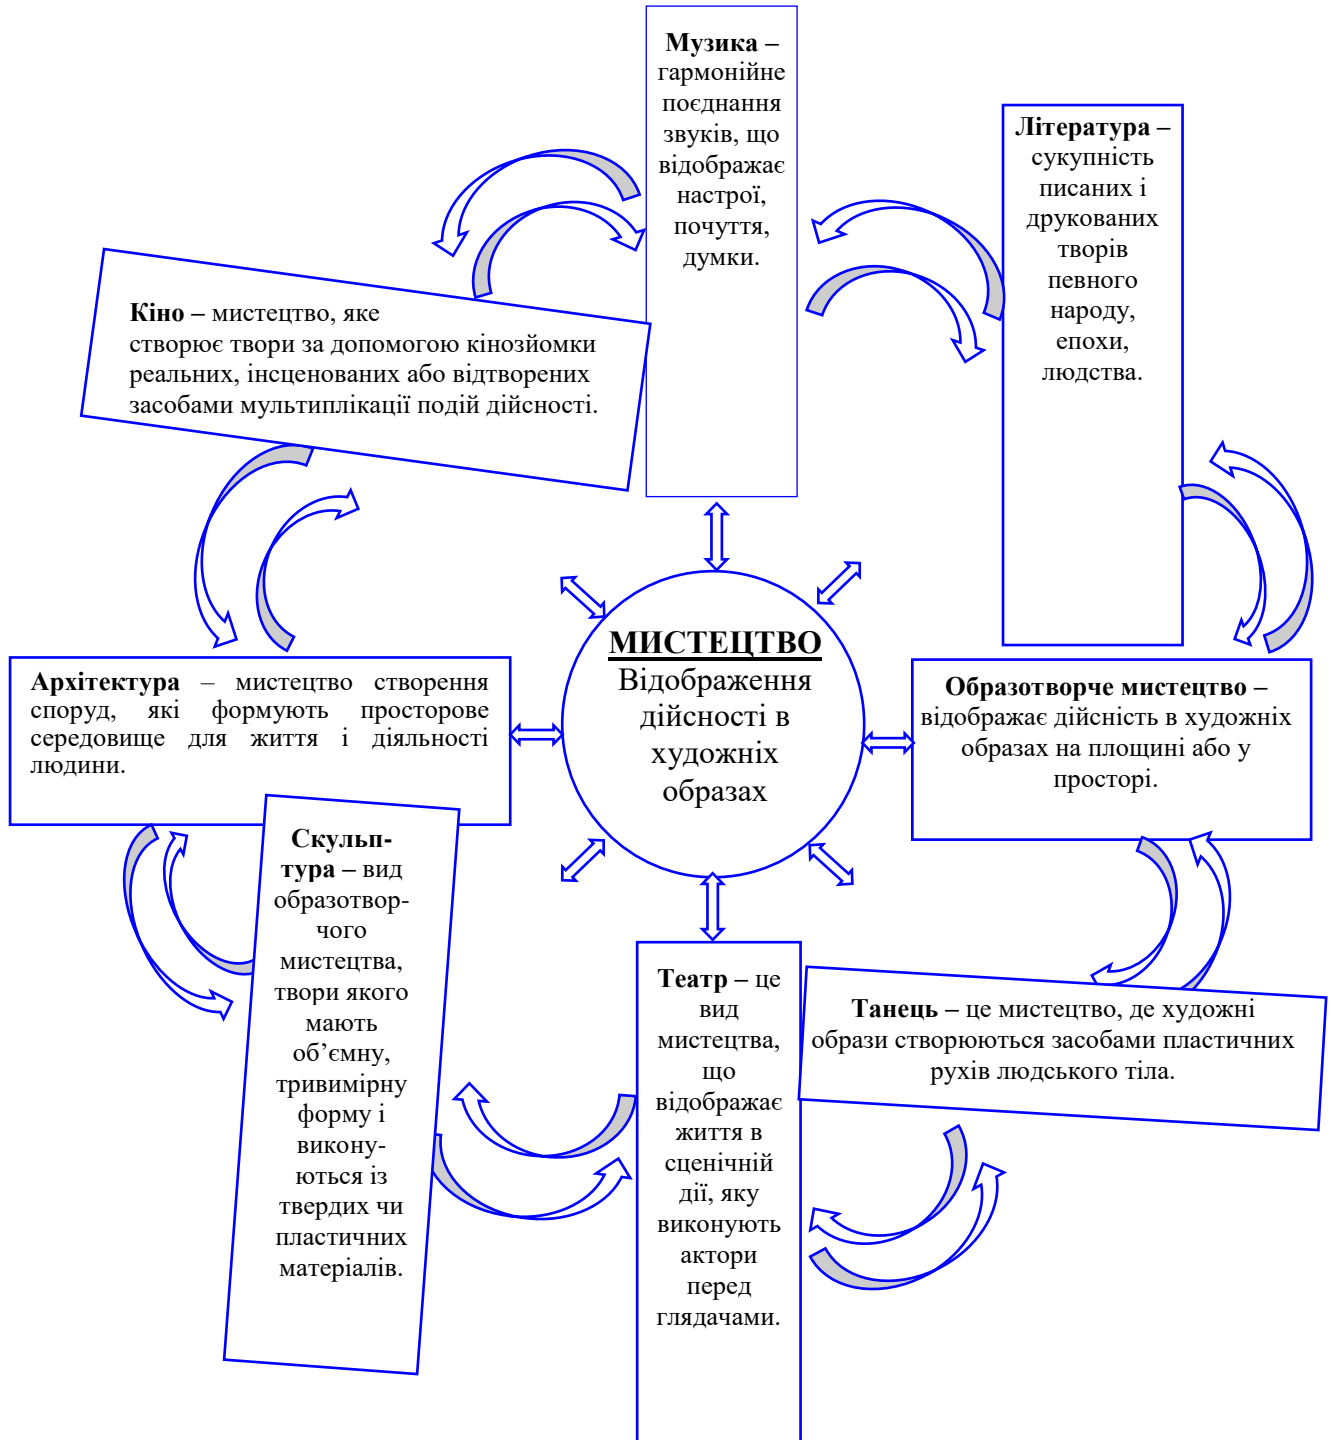 Музика –
гармонійне
поєднання
звуків, що
відображає
настрої,
почуття,
думки.
Література –
сукупність
писаних і
друкованих
творів
певного
народу,
епохи,
людства.
Кіно – мистецтво, яке
створює твори за допомогою кінозйомки
реальних, інсценованих або відтворених
засобами мультиплікації подій дійсності.
МИСТЕЦТВО
Відображення
дійсності в
художніх
образах
Архітектура – мистецтво створення
споруд, які формують просторове
середовище для життя і діяльності
людини.
Образотворче мистецтво –
відображає дійсність в художніх
образах на площині або у
просторі.
Скульп-
тура – вид
образотвор-
чого
мистецтва,
твори якого
мають
об’ємну,
тривимірну
форму і
викону-
ються із
твердих чи
пластичних
матеріалів.
Театр – це
вид
мистецтва,
що
відображає
життя в
сценічній
дії, яку
виконують
актори
перед
глядачами.
Танець – це мистецтво, де художні
образи створюються засобами пластичних
рухів людського тіла.